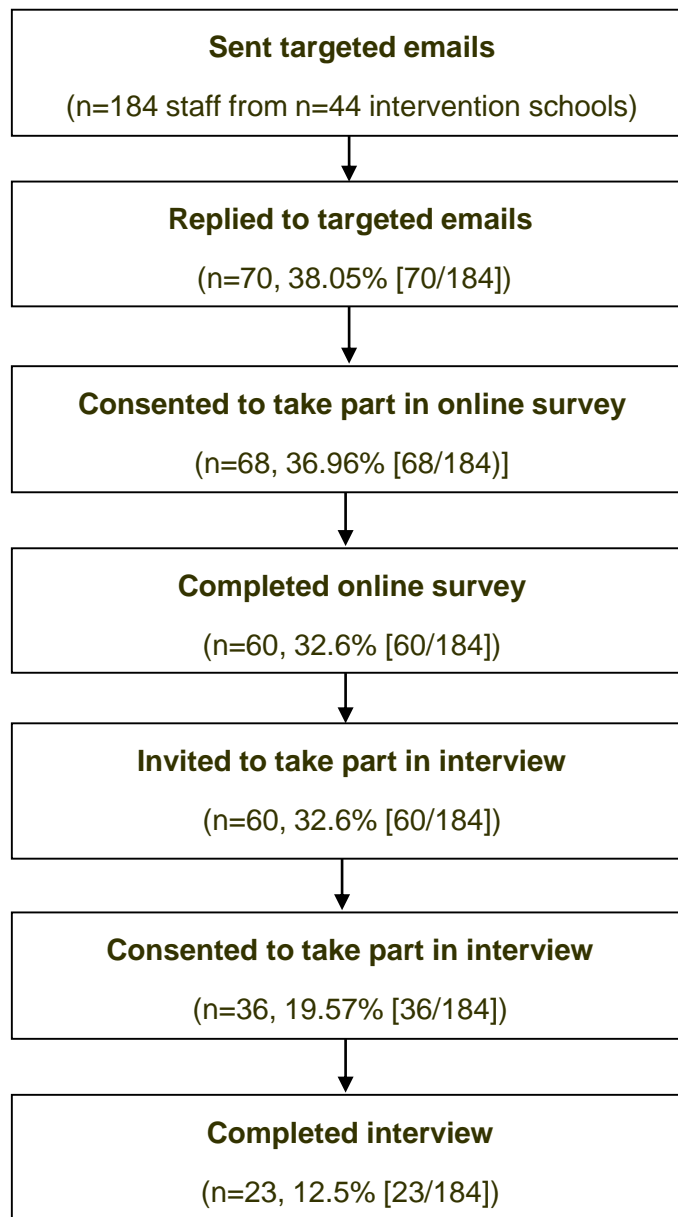 Sent targeted emails
(n=184 staff from n=44 intervention schools)
Replied to targeted emails
(n=70, 38.05% [70/184])
Consented to take part in online survey
(n=68, 36.96% [68/184)]
Completed online survey
(n=60, 32.6% [60/184])
Invited to take part in interview
(n=60, 32.6% [60/184])
Consented to take part in interview
(n=36, 19.57% [36/184])
Completed interview
(n=23, 12.5% [23/184])